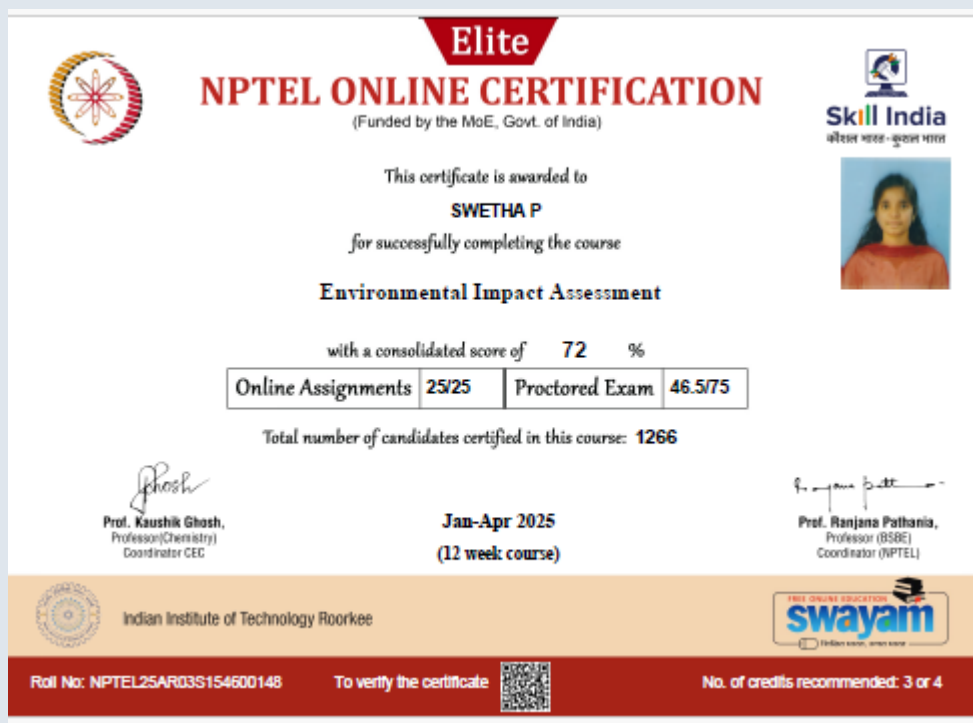 Elite
NPTEL ONLINE CERTIFICATION
(Funded by the MoE, Govt. of India)
Skill India
कौशल भारत - कुशल भारत
This certificate is awarded to
SWETHA P
for successfully completing the course
Environmental Impact Assessment
with a consolidated score of 72 %
Online Assignments 25/25 Proctored Exam 46.5/75
Total number of candidates certified in this course: 1266
Prof. Kaushik Ghosh,
Professor(Chemistry)
Coordinator CEC
Jan-Apr 2025
(12 week course)
Prof. Ranjana Pathania,
Professor (BSBE)
Coordinator (NPTEL)
Indian Institute of Technology Roorkee
FREE ONLINE EDUCATION
swayam
Roll No: NPTEL25AR03S154600148 To verify the certificate No. of credits recommended: 3 or 4